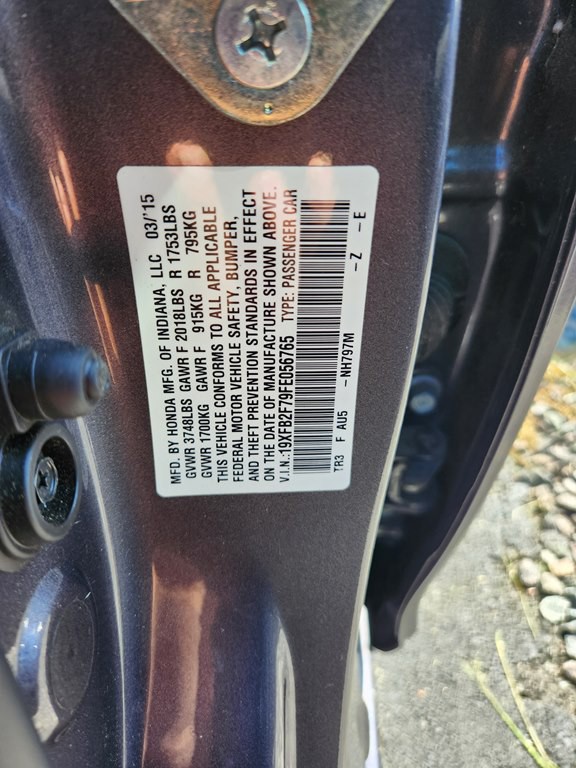 MFD. BY HONDA MFG. OF INDIANA, LLC 03/'15
GVWR 3748LBS GAWR F 2018LBS R 1753LBS
GVWR 1700KG GAWR F 915KG R 795KG
THIS VEHICLE CONFORMS TO ALL APPLICABLE
FEDERAL MOTOR VEHICLE SAFETY, BUMPER,
AND THEFT PREVENTION STANDARDS IN EFFECT
ON THE DATE OF MANUFACTURE SHOWN ABOVE.
V.I.N.:19XFB2F79FE056765 TYPE: PASSENGER CAR
TR3 F AU5 -NH797M -Z -E